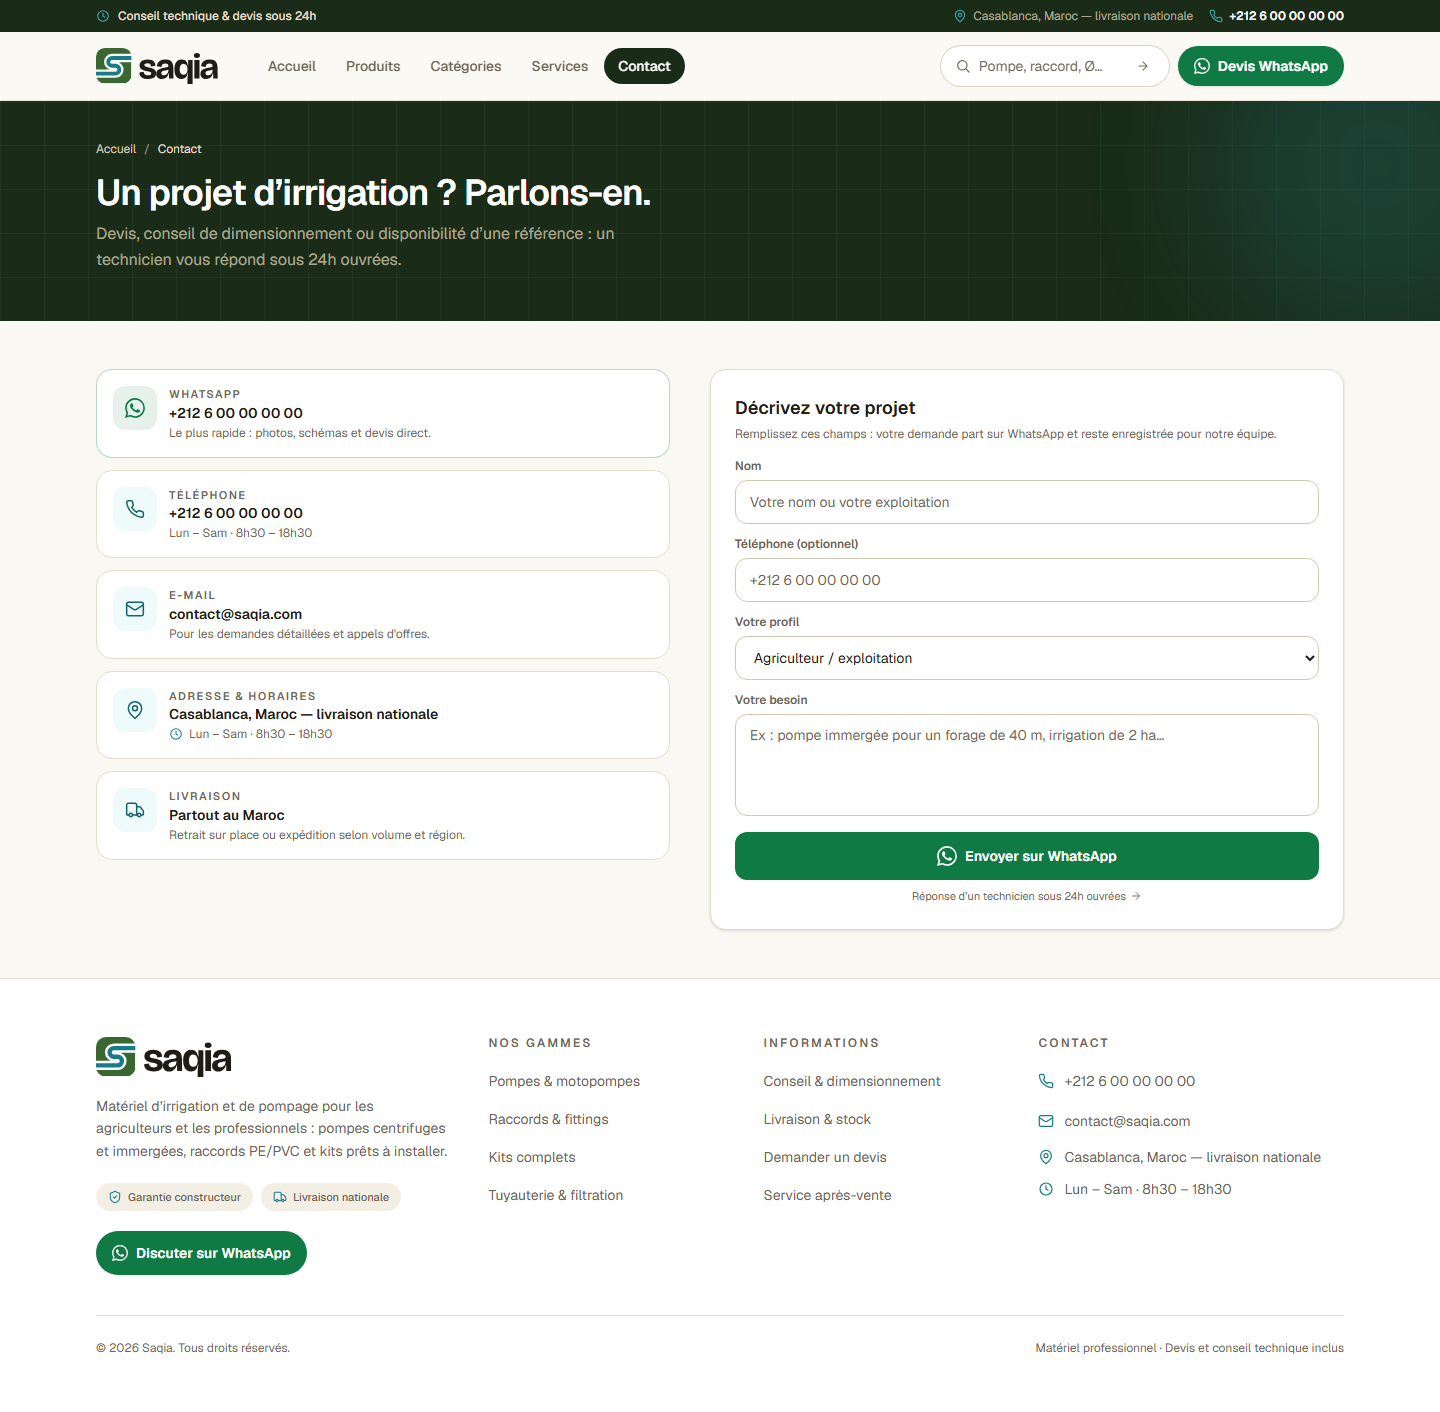 Conseil technique & devis sous 24h
Casablanca, Maroc — livraison nationale
+212 6 00 00 00 00
saqia
Accueil
Produits
Catégories
Services
Contact
Pompe, raccord, Ø...
Devis WhatsApp
Accueil / Contact
Un projet d’irrigation ? Parlons-en.
Devis, conseil de dimensionnement ou disponibilité d’une référence : un
technicien vous répond sous 24h ouvrées.
WHATSAPP
+212 6 00 00 00 00
Le plus rapide : photos, schémas et devis direct.
TÉLÉPHONE
+212 6 00 00 00 00
Lun – Sam · 8h30 – 18h30
E-MAIL
contact@saqia.com
Pour les demandes détaillées et appels d'offres.
ADRESSE & HORAIRES
Casablanca, Maroc — livraison nationale
Lun – Sam · 8h30 – 18h30
LIVRAISON
Partout au Maroc
Retrait sur place ou expédition selon volume et région.
Décrivez votre projet
Remplissez ces champs : votre demande part sur WhatsApp et reste enregistrée pour notre équipe.
Nom
Votre nom ou votre exploitation
Téléphone (optionnel)
+212 6 00 00 00 00
Votre profil
Agriculteur / exploitation
Votre besoin
Ex : pompe immergée pour un forage de 40 m, irrigation de 2 ha...
Envoyer sur WhatsApp
Réponse d’un technicien sous 24h ouvrées →
saqia
Matériel d’irrigation et de pompage pour les
agriculteurs et les professionnels : pompes centrifuges
et immergées, raccords PE/PVC et kits prêts à installer.
Garantie constructeur
Livraison nationale
Discuter sur WhatsApp
NOS GAMMES
Pompes & motopompes
Raccords & fittings
Kits complets
Tuyauterie & filtration
INFORMATIONS
Conseil & dimensionnement
Livraison & stock
Demander un devis
Service après-vente
CONTACT
+212 6 00 00 00 00
contact@saqia.com
Casablanca, Maroc — livraison nationale
Lun – Sam · 8h30 – 18h30
© 2026 Saqia. Tous droits réservés.
Matériel professionnel · Devis et conseil technique inclus